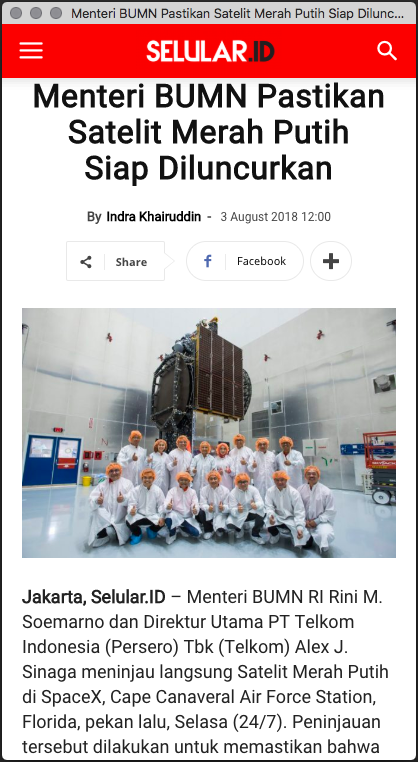 Menteri BUMN Pastikan Satelit Merah Putih Siap Dilunc...
SELULAR.ID
Menteri BUMN Pastikan
Satelit Merah Putih
Siap Diluncurkan
By Indra Khairuddin - 3 August 2018 12:00
Share
Facebook
Jakarta, Selular.ID – Menteri BUMN RI Rini M.
Soemarno dan Direktur Utama PT Telkom
Indonesia (Persero) Tbk (Telkom) Alex J.
Sinaga meninjau langsung Satelit Merah Putih
di SpaceX, Cape Canaveral Air Force Station,
Florida, pekan lalu, Selasa (24/7). Peninjauan
tersebut dilakukan untuk memastikan bahwa